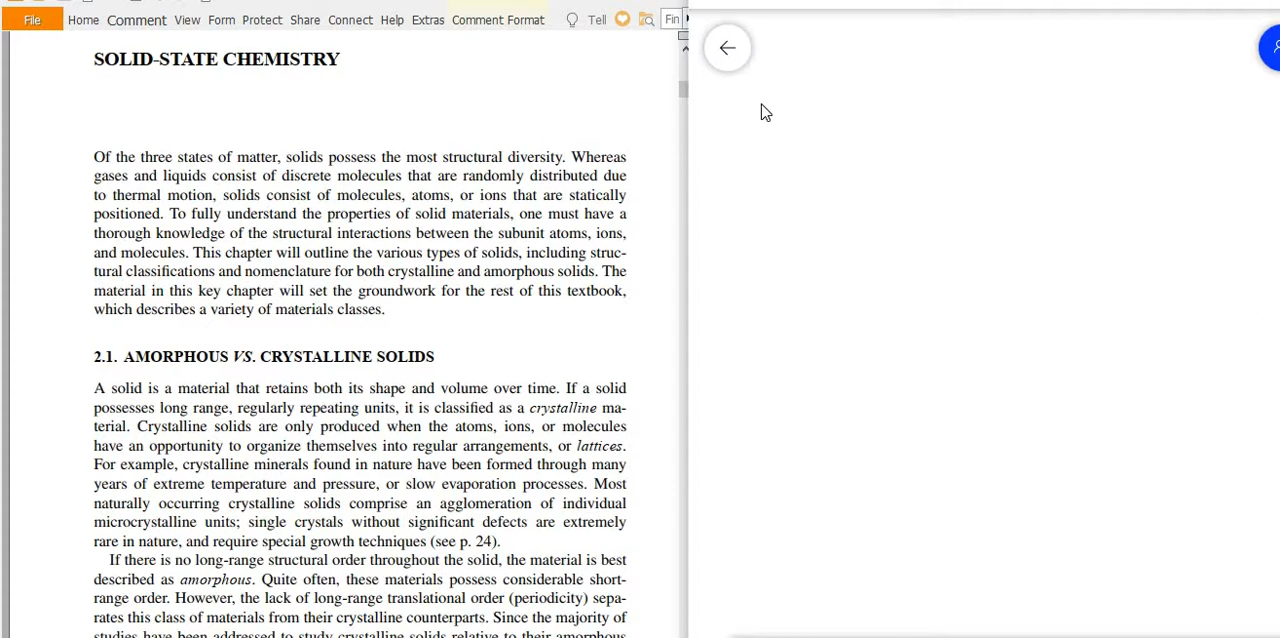 File Home Comment View Form Protect Share Connect Help Extras Comment Format Tell Fin
SOLID-STATE CHEMISTRY
Of the three states of matter, solids possess the most structural diversity. Whereas
gases and liquids consist of discrete molecules that are randomly distributed due
to thermal motion, solids consist of molecules, atoms, or ions that are statically
positioned. To fully understand the properties of solid materials, one must have a
thorough knowledge of the structural interactions between the subunit atoms, ions,
and molecules. This chapter will outline the various types of solids, including struc-
tural classifications and nomenclature for both crystalline and amorphous solids. The
material in this key chapter will set the groundwork for the rest of this textbook,
which describes a variety of materials classes.
2.1. AMORPHOUS VS. CRYSTALLINE SOLIDS
A solid is a material that retains both its shape and volume over time. If a solid
possesses long range, regularly repeating units, it is classified as a crystalline ma-
terial. Crystalline solids are only produced when the atoms, ions, or molecules
have an opportunity to organize themselves into regular arrangements, or lattices.
For example, crystalline minerals found in nature have been formed through many
years of extreme temperature and pressure, or slow evaporation processes. Most
naturally occurring crystalline solids comprise an agglomeration of individual
microcrystalline units; single crystals without significant defects are extremely
rare in nature, and require special growth techniques (see p. 24).
If there is no long-range structural order throughout the solid, the material is best
described as amorphous. Quite often, these materials possess considerable short-
range order. However, the lack of long-range translational order (periodicity) sepa-
rates this class of materials from their crystalline counterparts. Since the majority of
studies have been addressed to study crystalline solids relative to their amorphous